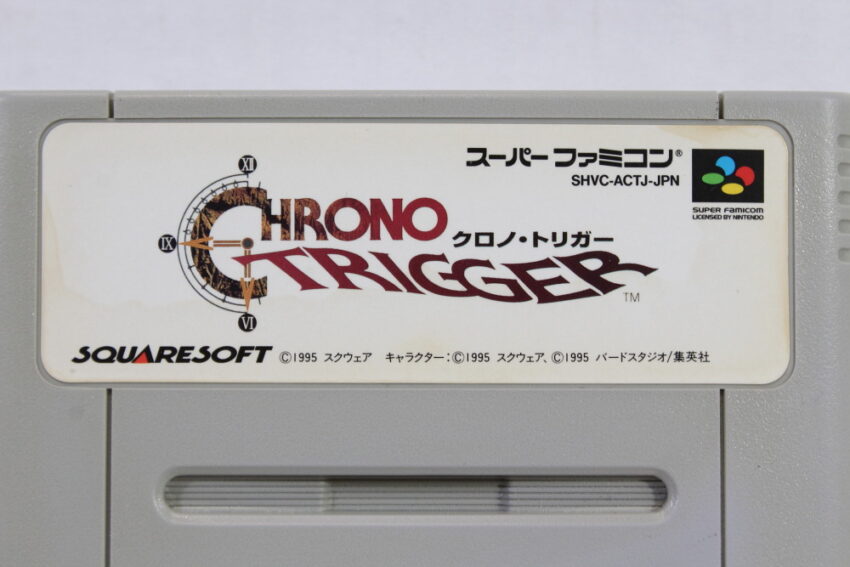 スーパーファミコン®
SHVC-ACTJ-JPN
SUPER FAMICOM
LICENSED BY NINTENDO
XII
IX
VI
CHRONO
クロノ・トリガー
TRIGGER™
SQUARESOFT ©1995 スクウェア キャラクター:©1995 スクウェア、©1995 バードスタジオ/集英社